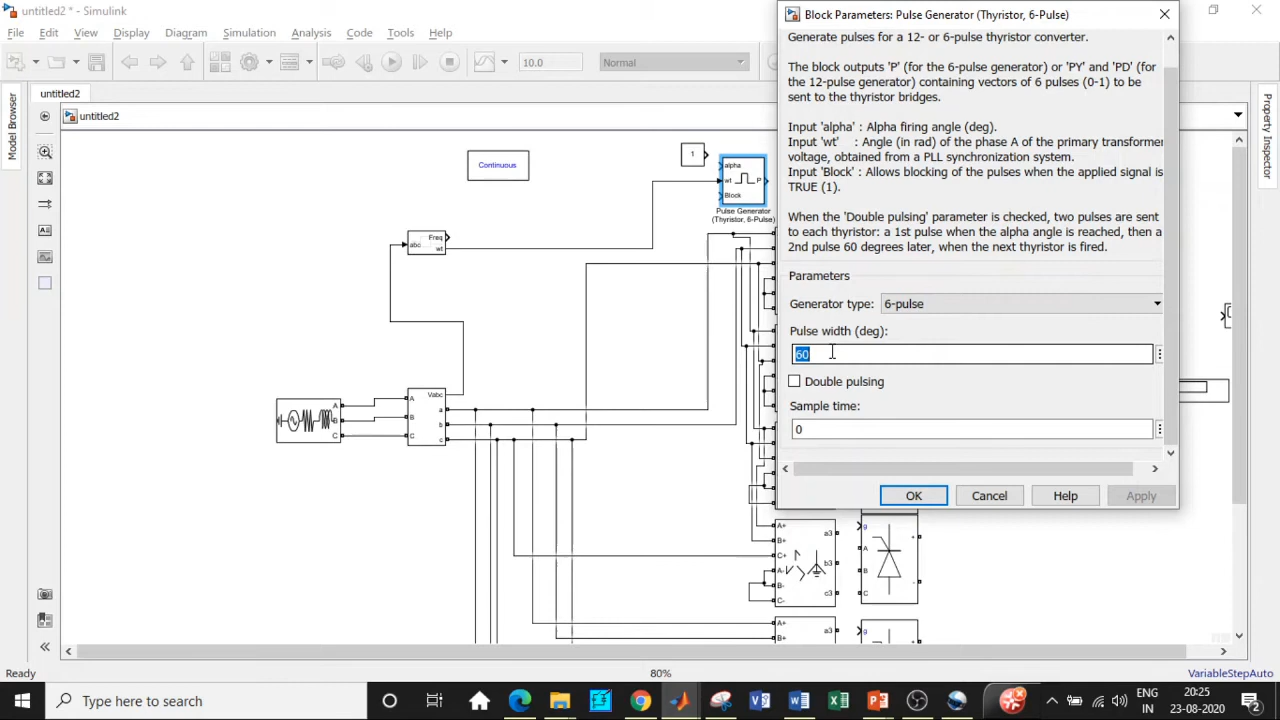 untitled2 * - Simulink
File Edit View Display Diagram Simulation Analysis Code Tools Help
10.0
Normal
untitled2
untitled2
Model Browser
Property Inspector
Continuous
1
alpha
wt
Block
P
Pulse Generator
(Thyristor, 6-Pulse)
abc
Freq
wt
A
B
C
A
B
C
Vabc
a
b
c
A+
B+
C+
A-
B-
C-
a3
b3
c3
g
A
B
C
+
-
A+
B+
a3
g
+
Block Parameters: Pulse Generator (Thyristor, 6-Pulse)
Generate pulses for a 12- or 6-pulse thyristor converter.
The block outputs 'P' (for the 6-pulse generator) or 'PY' and 'PD' (for
the 12-pulse generator) containing vectors of 6 pulses (0-1) to be
sent to the thyristor bridges.
Input 'alpha' : Alpha firing angle (deg).
Input 'wt' : Angle (in rad) of the phase A of the primary transformer
voltage, obtained from a PLL synchronization system.
Input 'Block' : Allows blocking of the pulses when the applied signal is
TRUE (1).
When the 'Double pulsing' parameter is checked, two pulses are sent
to each thyristor: a 1st pulse when the alpha angle is reached, then a
2nd pulse 60 degrees later, when the next thyristor is fired.
Parameters
Generator type: 6-pulse
Pulse width (deg):
60
Double pulsing
Sample time:
0
OK Cancel Help Apply
Ready
80%
VariableStepAuto
Type here to search
ENG
IN
20:25
23-08-2020
2